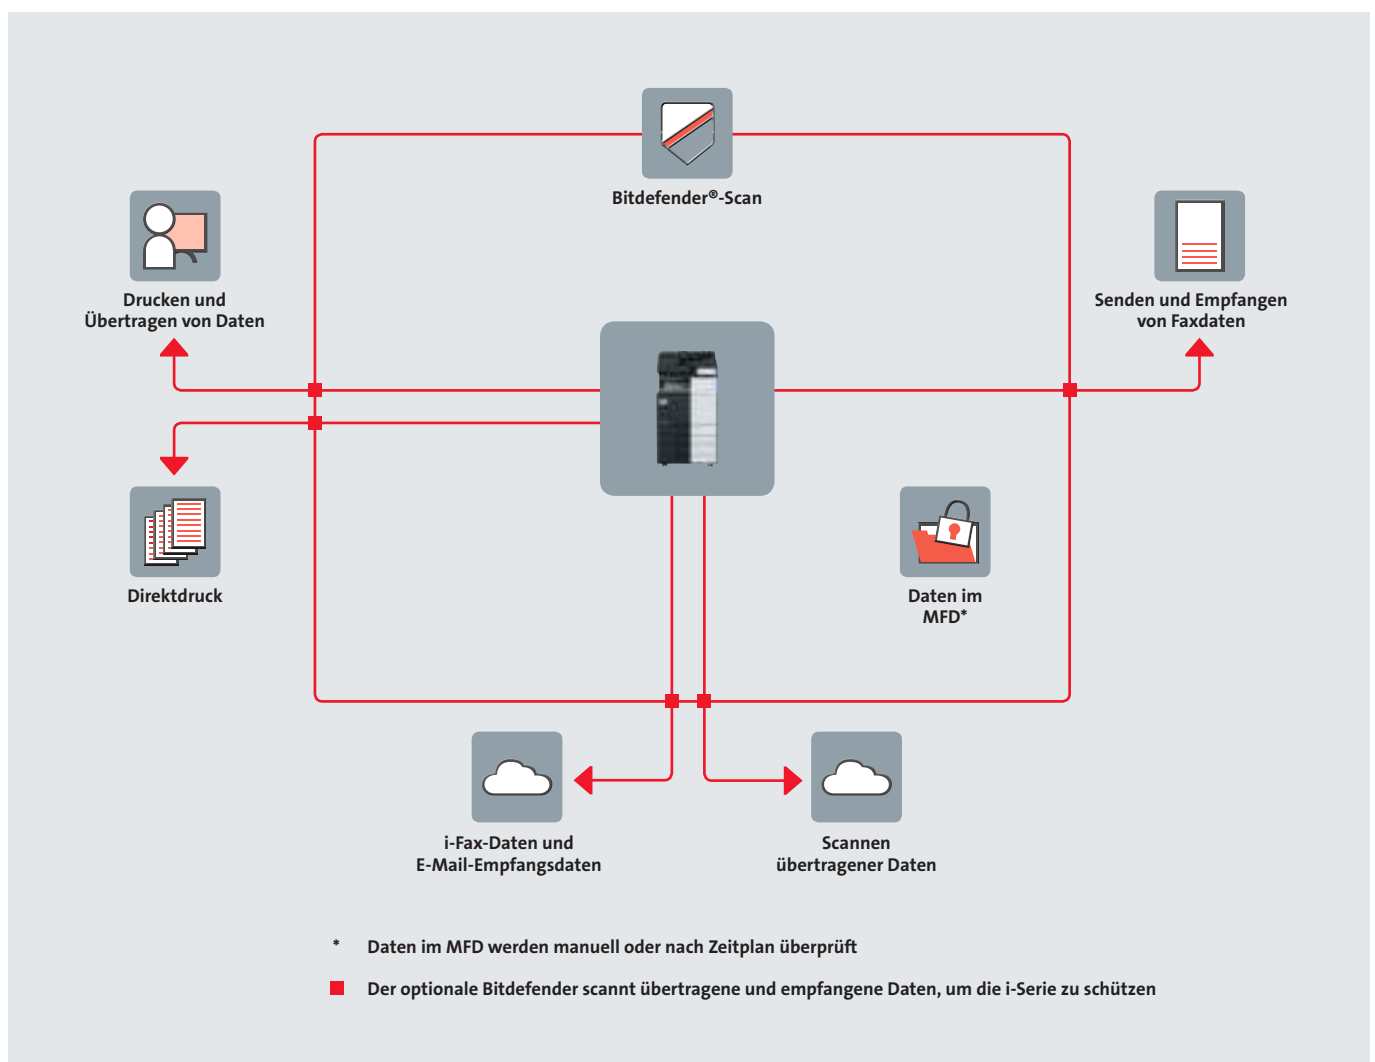 Bitdefender®-Scan
Drucken und
Übertragen von Daten
Senden und Empfangen
von Faxdaten
Direktdruck
Daten im
MFD*
i-Fax-Daten und
E-Mail-Empfangsdaten
Scannen
übertragener Daten
* Daten im MFD werden manuell oder nach Zeitplan überprüft
Der optionale Bitdefender scannt übertragene und empfangene Daten, um die i-Serie zu schützen